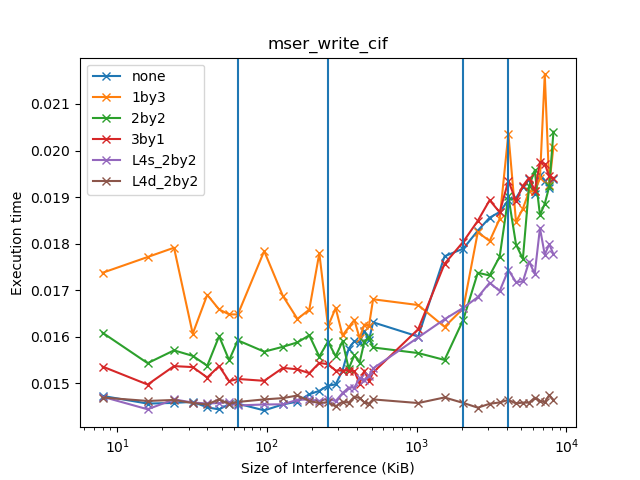 mser_write_cif
none
1by3
2by2
3by1
L4s_2by2
L4d_2by2
Execution time
0.021
0.020
0.019
0.018
0.017
0.016
0.015
10¹
10²
10³
10⁴
Size of Interference (KiB)